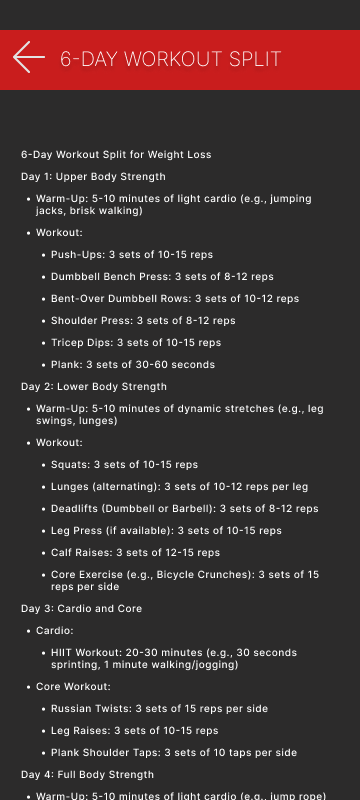 6-DAY WORKOUT SPLIT
6-Day Workout Split for Weight Loss
Day 1: Upper Body Strength
• Warm-Up: 5-10 minutes of light cardio (e.g., jumping
jacks, brisk walking)
• Workout:
• Push-Ups: 3 sets of 10-15 reps
• Dumbbell Bench Press: 3 sets of 8-12 reps
• Bent-Over Dumbbell Rows: 3 sets of 10-12 reps
• Shoulder Press: 3 sets of 8-12 reps
• Tricep Dips: 3 sets of 10-15 reps
• Plank: 3 sets of 30-60 seconds
Day 2: Lower Body Strength
• Warm-Up: 5-10 minutes of dynamic stretches (e.g., leg
swings, lunges)
• Workout:
• Squats: 3 sets of 10-15 reps
• Lunges (alternating): 3 sets of 10-12 reps per leg
• Deadlifts (Dumbbell or Barbell): 3 sets of 8-12 reps
• Leg Press (if available): 3 sets of 10-15 reps
• Calf Raises: 3 sets of 12-15 reps
• Core Exercise (e.g., Bicycle Crunches): 3 sets of 15
reps per side
Day 3: Cardio and Core
• Cardio:
• HIIT Workout: 20-30 minutes (e.g., 30 seconds
sprinting, 1 minute walking/jogging)
• Core Workout:
• Russian Twists: 3 sets of 15 reps per side
• Leg Raises: 3 sets of 10-15 reps
• Plank Shoulder Taps: 3 sets of 10 taps per side
Day 4: Full Body Strength
• Warm-Up: 5-10 minutes of light cardio (e.g., jump rope)